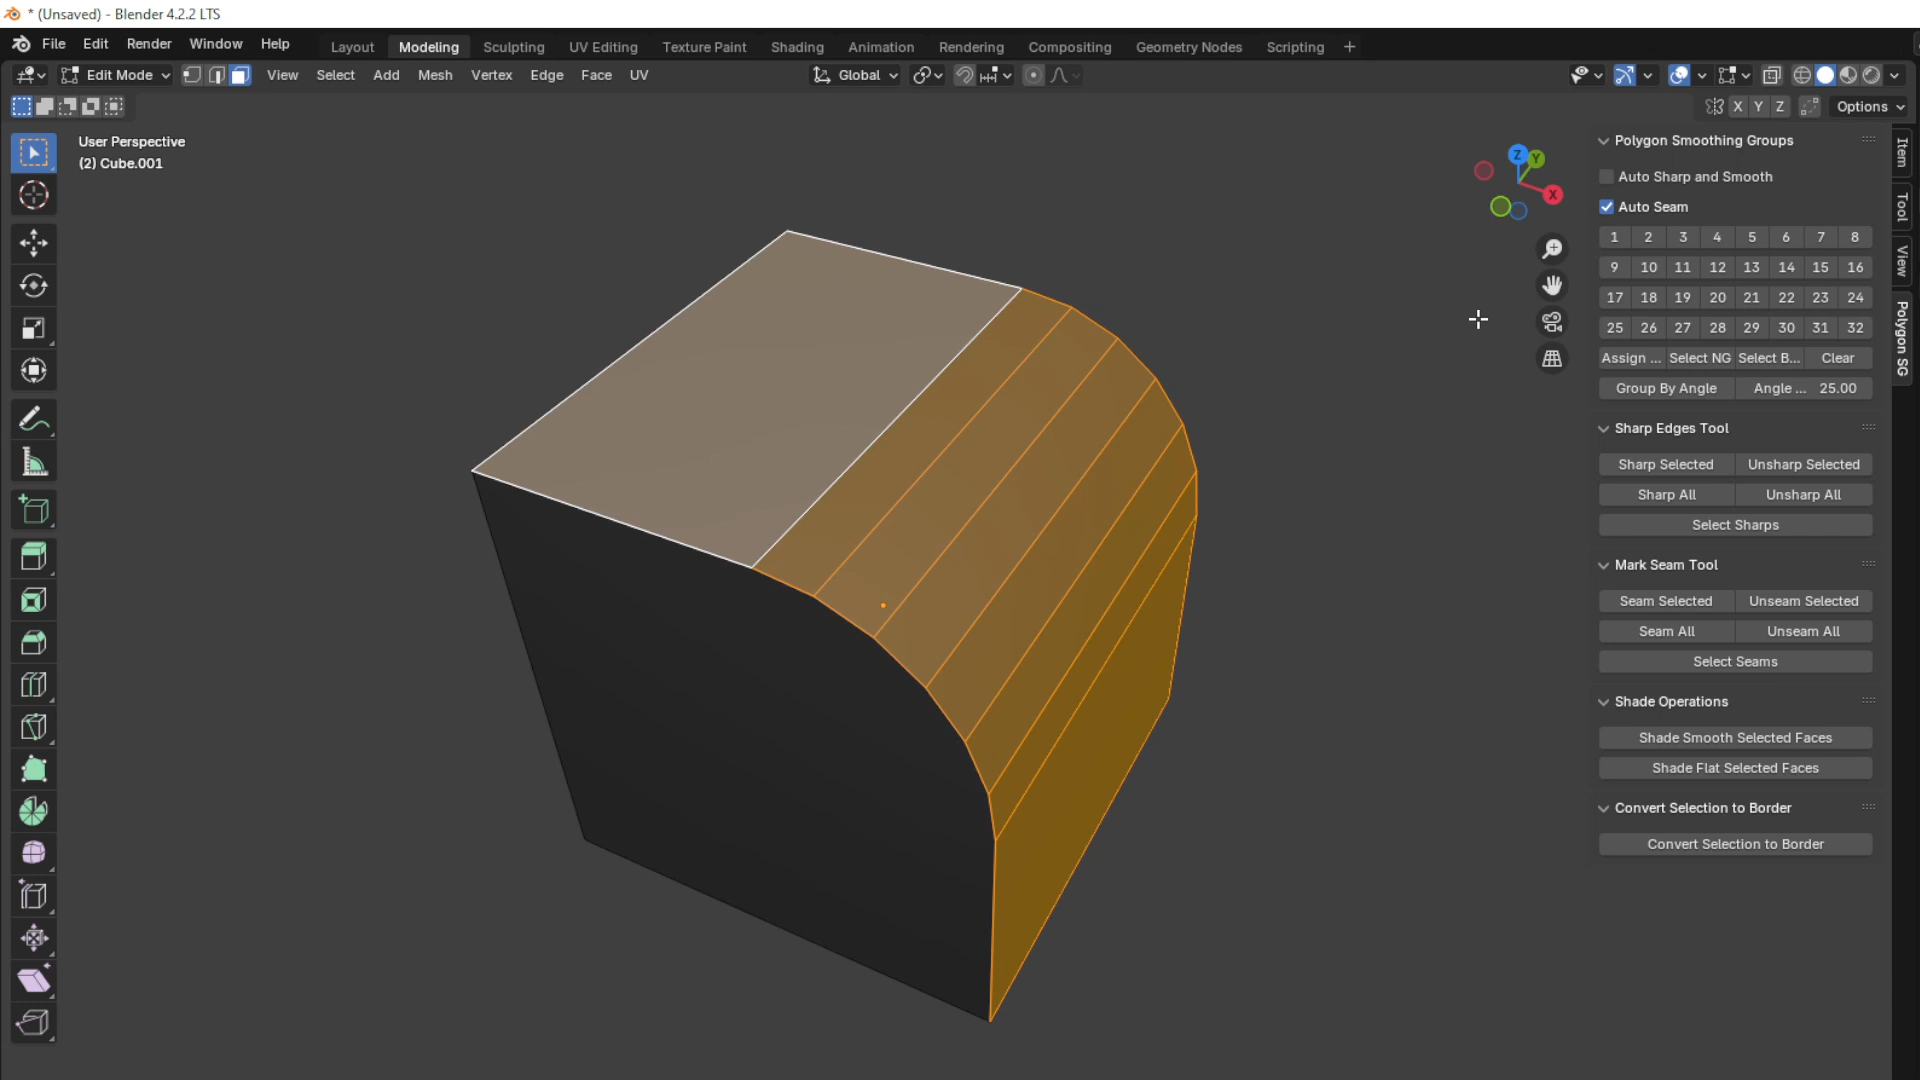 * (Unsaved) - Blender 4.2.2 LTS
File Edit Render Window Help Layout Modeling Sculpting UV Editing Texture Paint Shading Animation Rendering Compositing Geometry Nodes Scripting +
Edit Mode View Select Add Mesh Vertex Edge Face UV Global
X Y Z Options
User Perspective
(2) Cube.001
Z Y X
Polygon Smoothing Groups
Auto Sharp and Smooth
Auto Seam
1 2 3 4 5 6 7 8
9 10 11 12 13 14 15 16
17 18 19 20 21 22 23 24
25 26 27 28 29 30 31 32
Assign ... Select NG Select B... Clear
Group By Angle Angle ... 25.00
Sharp Edges Tool
Sharp Selected Unsharp Selected
Sharp All Unsharp All
Select Sharps
Mark Seam Tool
Seam Selected Unseam Selected
Seam All Unseam All
Select Seams
Shade Operations
Shade Smooth Selected Faces
Shade Flat Selected Faces
Convert Selection to Border
Convert Selection to Border
Item
Tool
View
Polygon SG